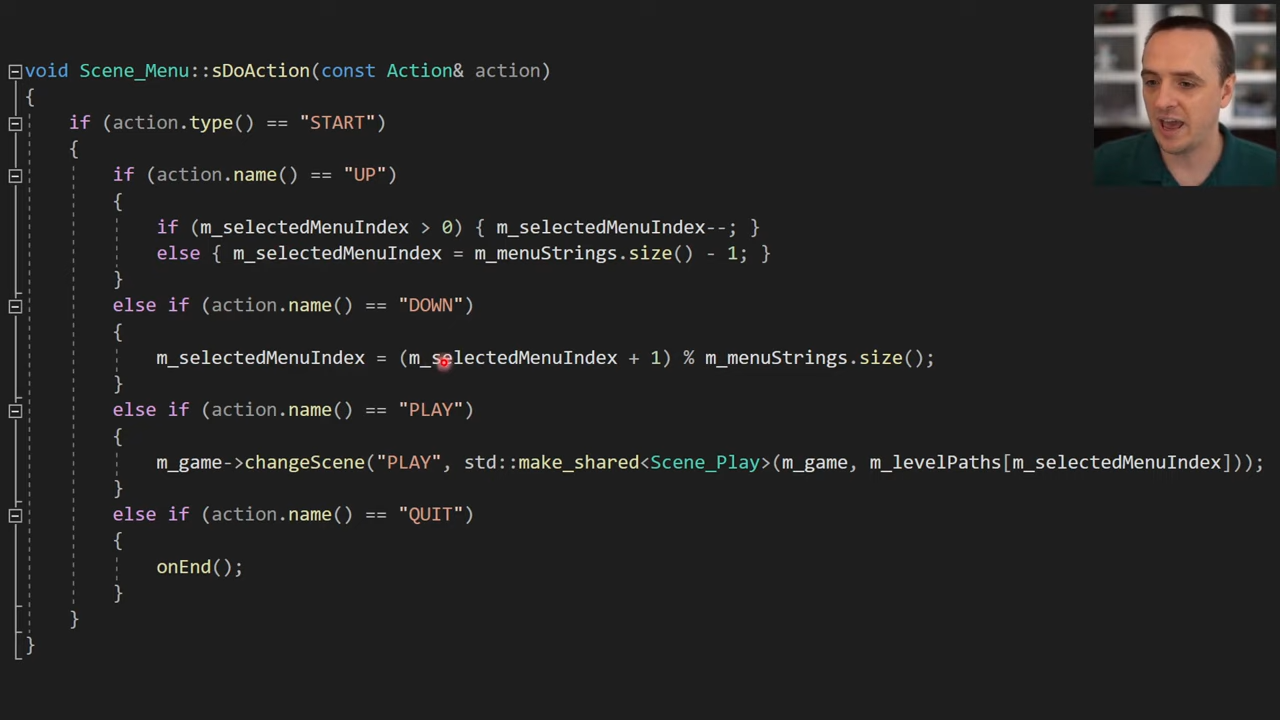 void Scene_Menu::sDoAction(const Action& action)
{
if (action.type() == "START")
{
if (action.name() == "UP")
{
if (m_selectedMenuIndex > 0) { m_selectedMenuIndex--; }
else { m_selectedMenuIndex = m_menuStrings.size() - 1; }
}
else if (action.name() == "DOWN")
{
m_selectedMenuIndex = (m_selectedMenuIndex + 1) % m_menuStrings.size();
}
else if (action.name() == "PLAY")
{
m_game->changeScene("PLAY", std::make_shared<Scene_Play>(m_game, m_levelPaths[m_selectedMenuIndex]));
}
else if (action.name() == "QUIT")
{
onEnd();
}
}
}